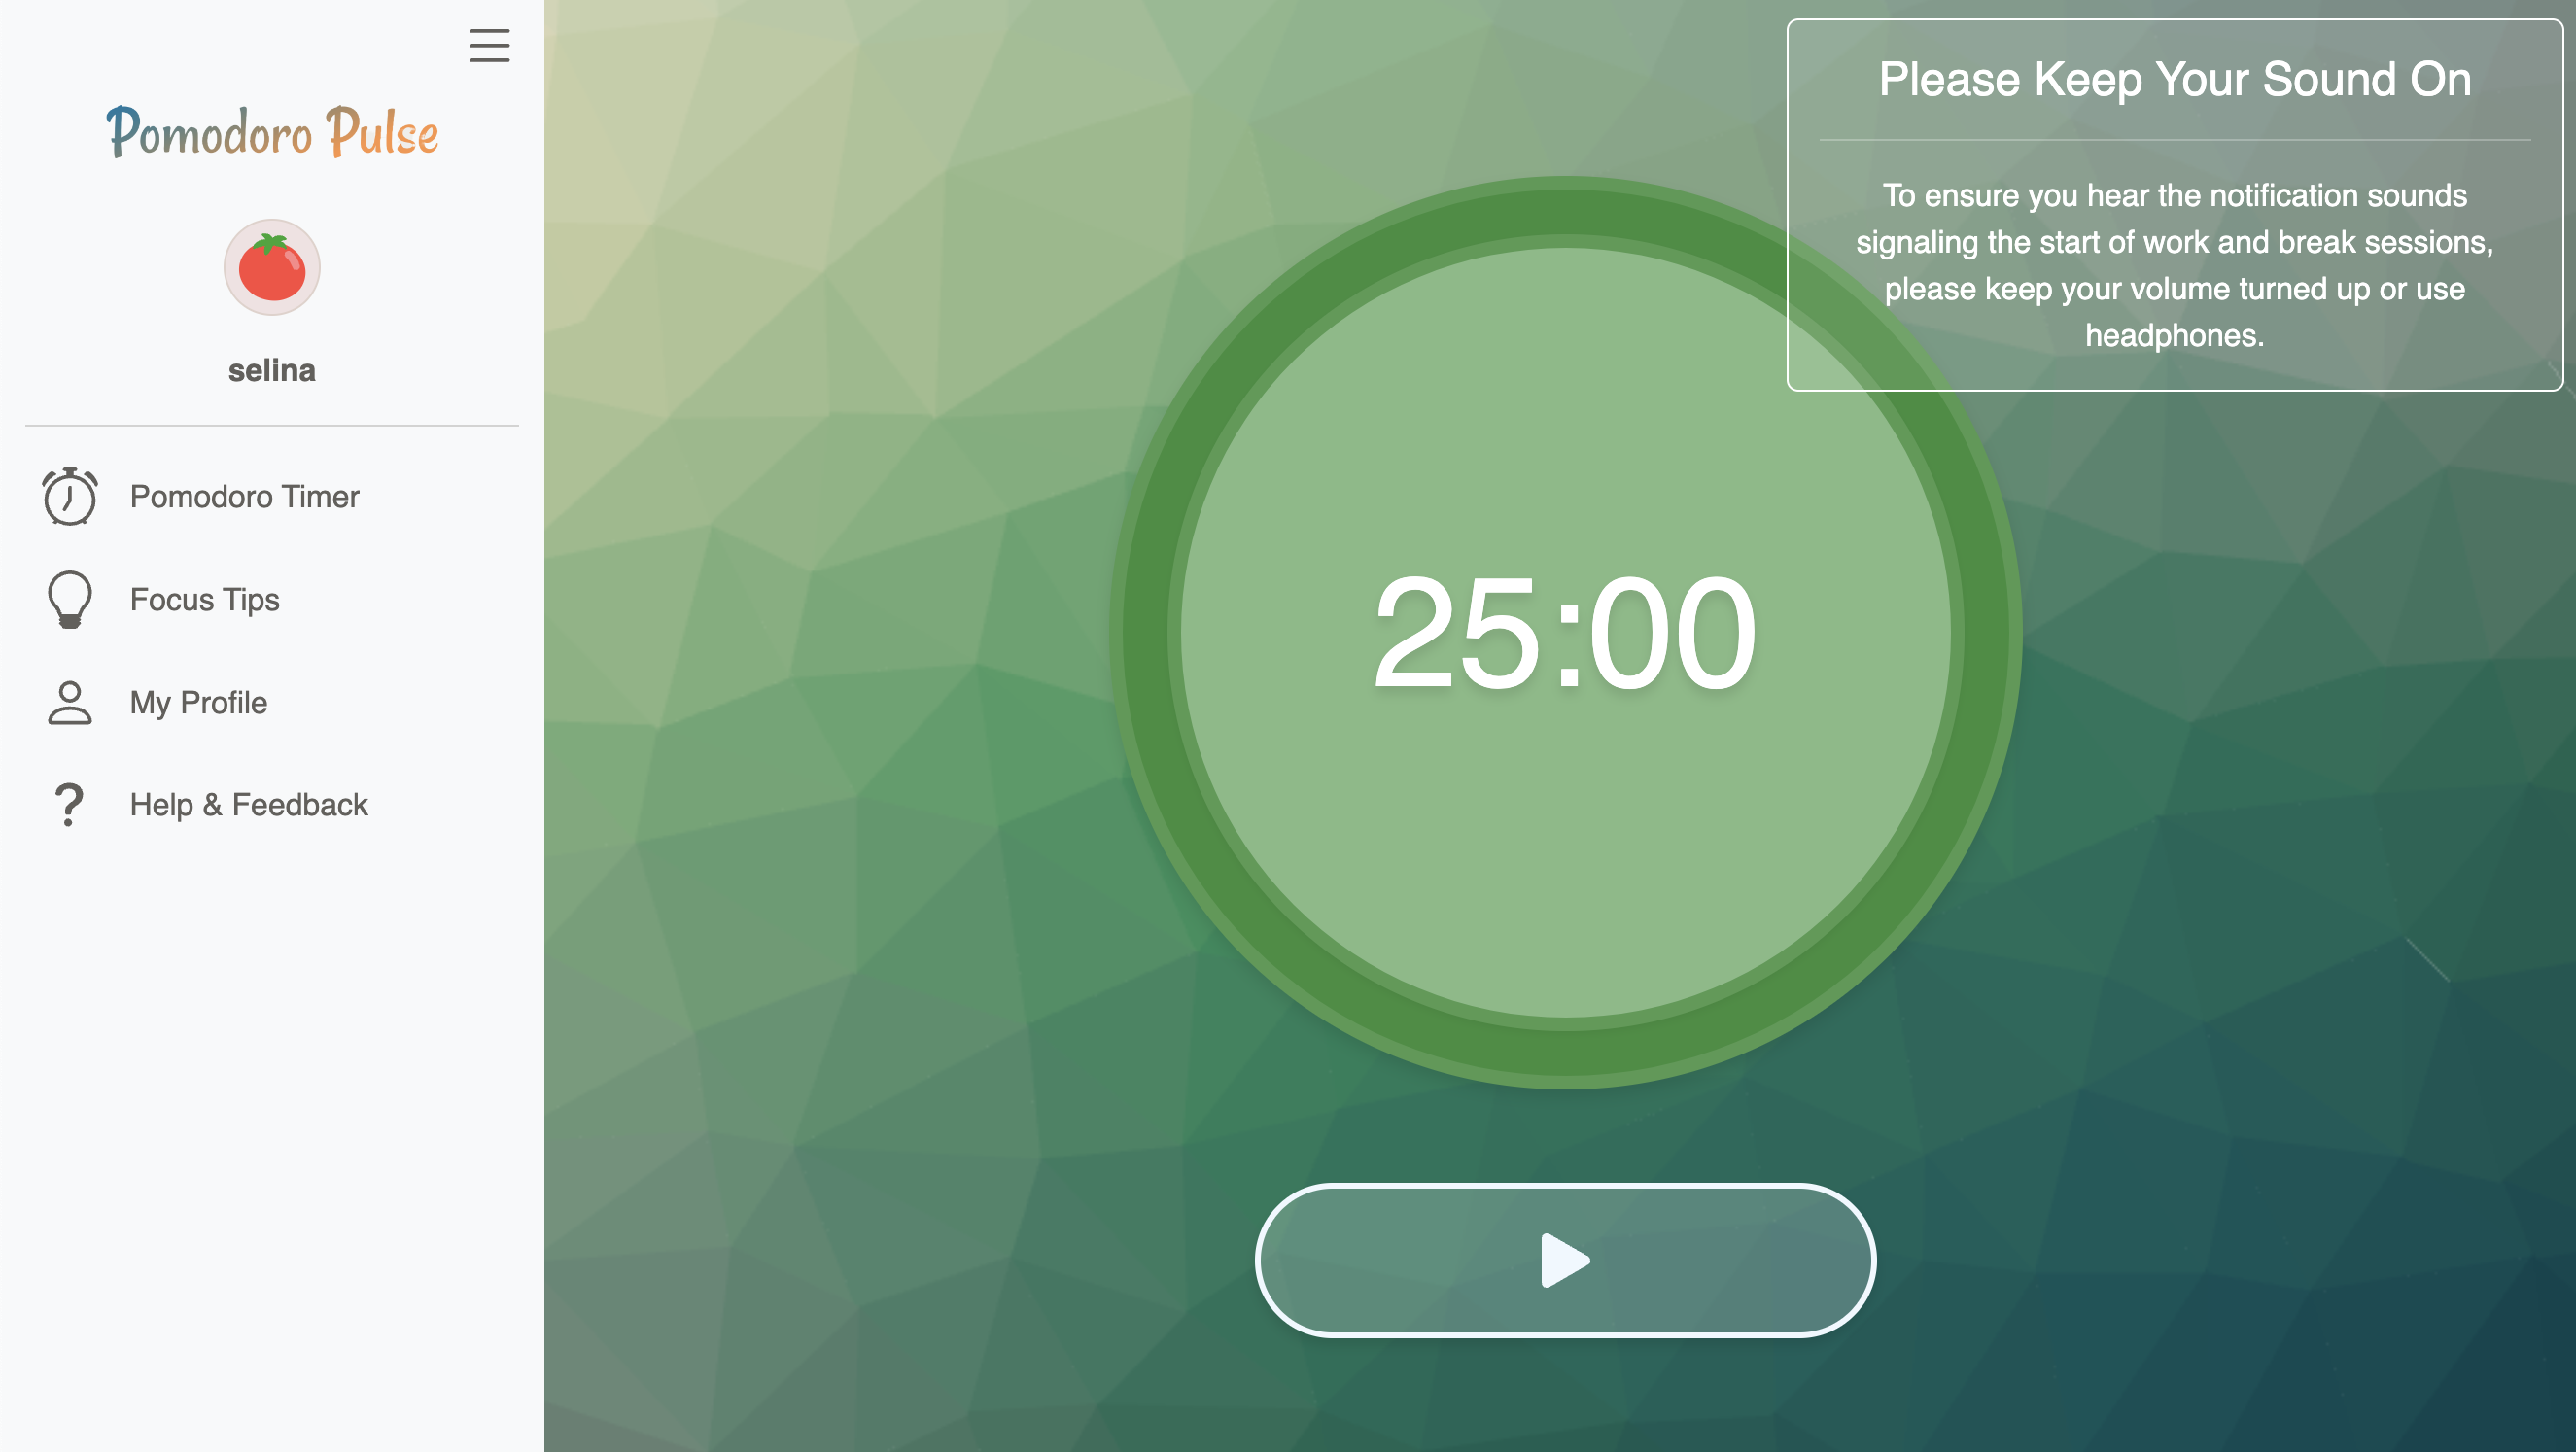 Pomodoro Pulse
selina
Pomodoro Timer
Focus Tips
My Profile
Help & Feedback
Please Keep Your Sound On
To ensure you hear the notification sounds
signaling the start of work and break sessions,
please keep your volume turned up or use
headphones.
25:00